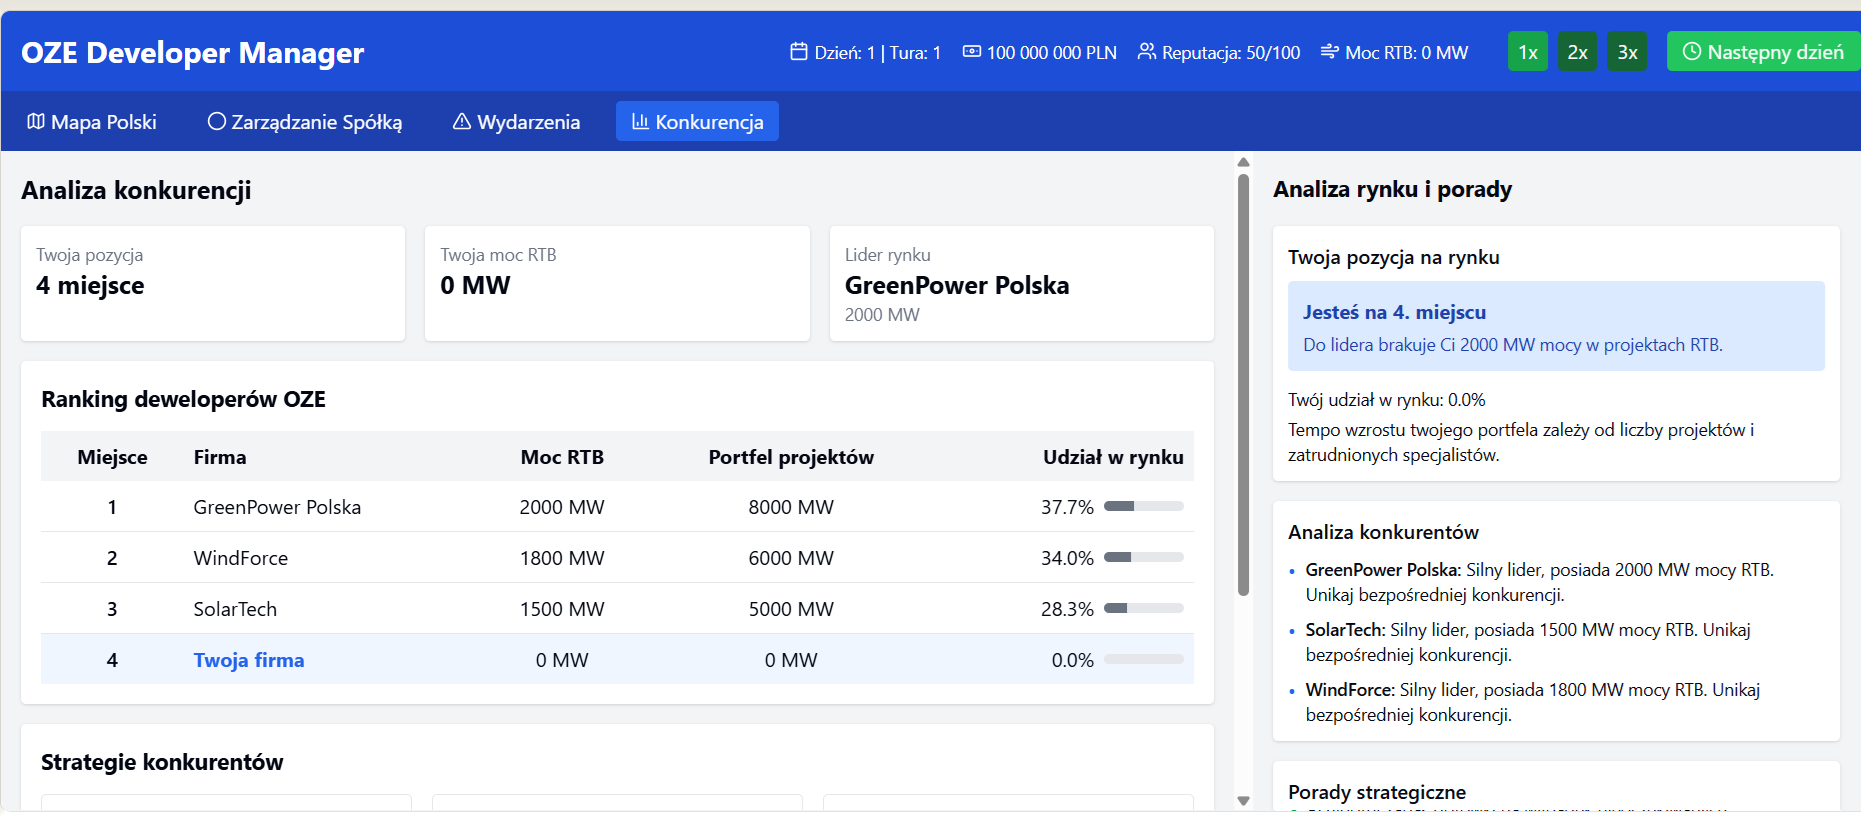 OZE Developer Manager
Dzień: 1 | Tura: 1
100 000 000 PLN
Reputacja: 50/100
Moc RTB: 0 MW
1x
2x
3x
Następny dzień
Mapa Polski
Zarządzanie Spółką
Wydarzenia
Konkurencja
Analiza konkurencji
Twoja pozycja
4 miejsce
Twoja moc RTB
0 MW
Lider rynku
GreenPower Polska
2000 MW
Ranking deweloperów OZE
Miejsce Firma Moc RTB Portfel projektów Udział w rynku
1 GreenPower Polska 2000 MW 8000 MW 37.7%
2 WindForce 1800 MW 6000 MW 34.0%
3 SolarTech 1500 MW 5000 MW 28.3%
4 Twoja firma 0 MW 0 MW 0.0%
Strategie konkurentów
Analiza rynku i porady
Twoja pozycja na rynku
Jesteś na 4. miejscu
Do lidera brakuje Ci 2000 MW mocy w projektach RTB.
Twój udział w rynku: 0.0%
Tempo wzrostu twojego portfela zależy od liczby projektów i
zatrudnionych specjalistów.
Analiza konkurentów
GreenPower Polska: Silny lider, posiada 2000 MW mocy RTB.
Unikaj bezpośredniej konkurencji.
SolarTech: Silny lider, posiada 1500 MW mocy RTB. Unikaj
bezpośredniej konkurencji.
WindForce: Silny lider, posiada 1800 MW mocy RTB. Unikaj
bezpośredniej konkurencji.
Porady strategiczne